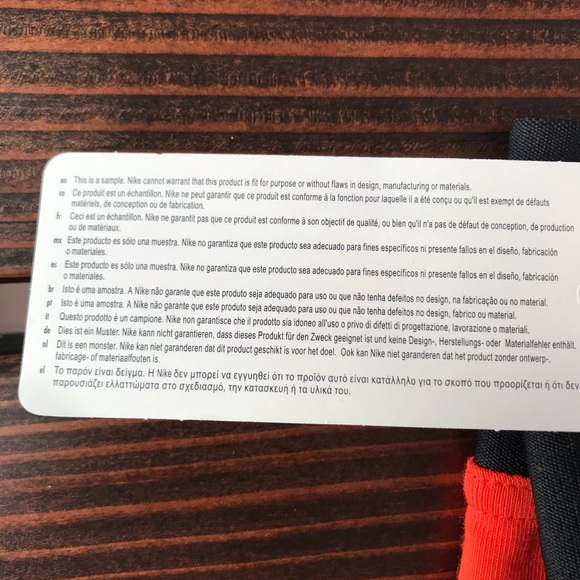 en This is a sample. Nike cannot warrant that this product is fit for purpose or without flaws in design, manufacturing or materials.
ca Ce produit est un échantillon. Nike ne peut garantir que ce produit est conforme à la fonction pour laquelle il a été conçu ou qu'il est exempt de défauts
matériels, de conception ou de fabrication.
fr Ceci est un échantillon. Nike ne garantit pas que ce produit est conforme à son objectif de qualité, ou bien qu'il n'a pas de défaut de conception, de production
ou de matériaux.
mx Este producto es sólo una muestra. Nike no garantiza que este producto sea adecuado para fines específicos ni presente fallos en el diseño, fabricación
o materiales.
es Este producto es sólo una muestra. Nike no garantiza que este producto sea adecuado para fines específicos ni presente fallos en el diseño, fabricación
o materiales.
br Isto é uma amostra. A Nike não garante que este produto seja adequado para uso ou que não tenha defeitos no design, na fabricação ou no material.
pt Isto é uma amostra. A Nike não garante que este produto seja adequado para uso ou que não tenha defeitos no design, fabrico ou material.
it Questo prodotto è un campione. Nike non garantisce che il prodotto sia idoneo all'uso o privo di difetti di progettazione, lavorazione o materiali.
de Dies ist ein Muster. Nike kann nicht garantieren, dass dieses Produkt für den Zweck geeignet ist und keine Design-, Herstellungs- oder Materialfehler enthält.
nl Dit is een monster. Nike kan niet garanderen dat dit product geschikt is voor het doel. Ook kan Nike niet garanderen dat het product zonder ontwerp-,
fabricage- of materiaalfouten is.
el Το παρόν είναι δείγμα. Η Nike δεν μπορεί να εγγυηθεί ότι το προϊόν αυτό είναι κατάλληλο για το σκοπό που προορίζεται ή ότι δεν
παρουσιάζει ελλαττώματα στο σχεδιασμό, την κατασκευή ή τα υλικά του.